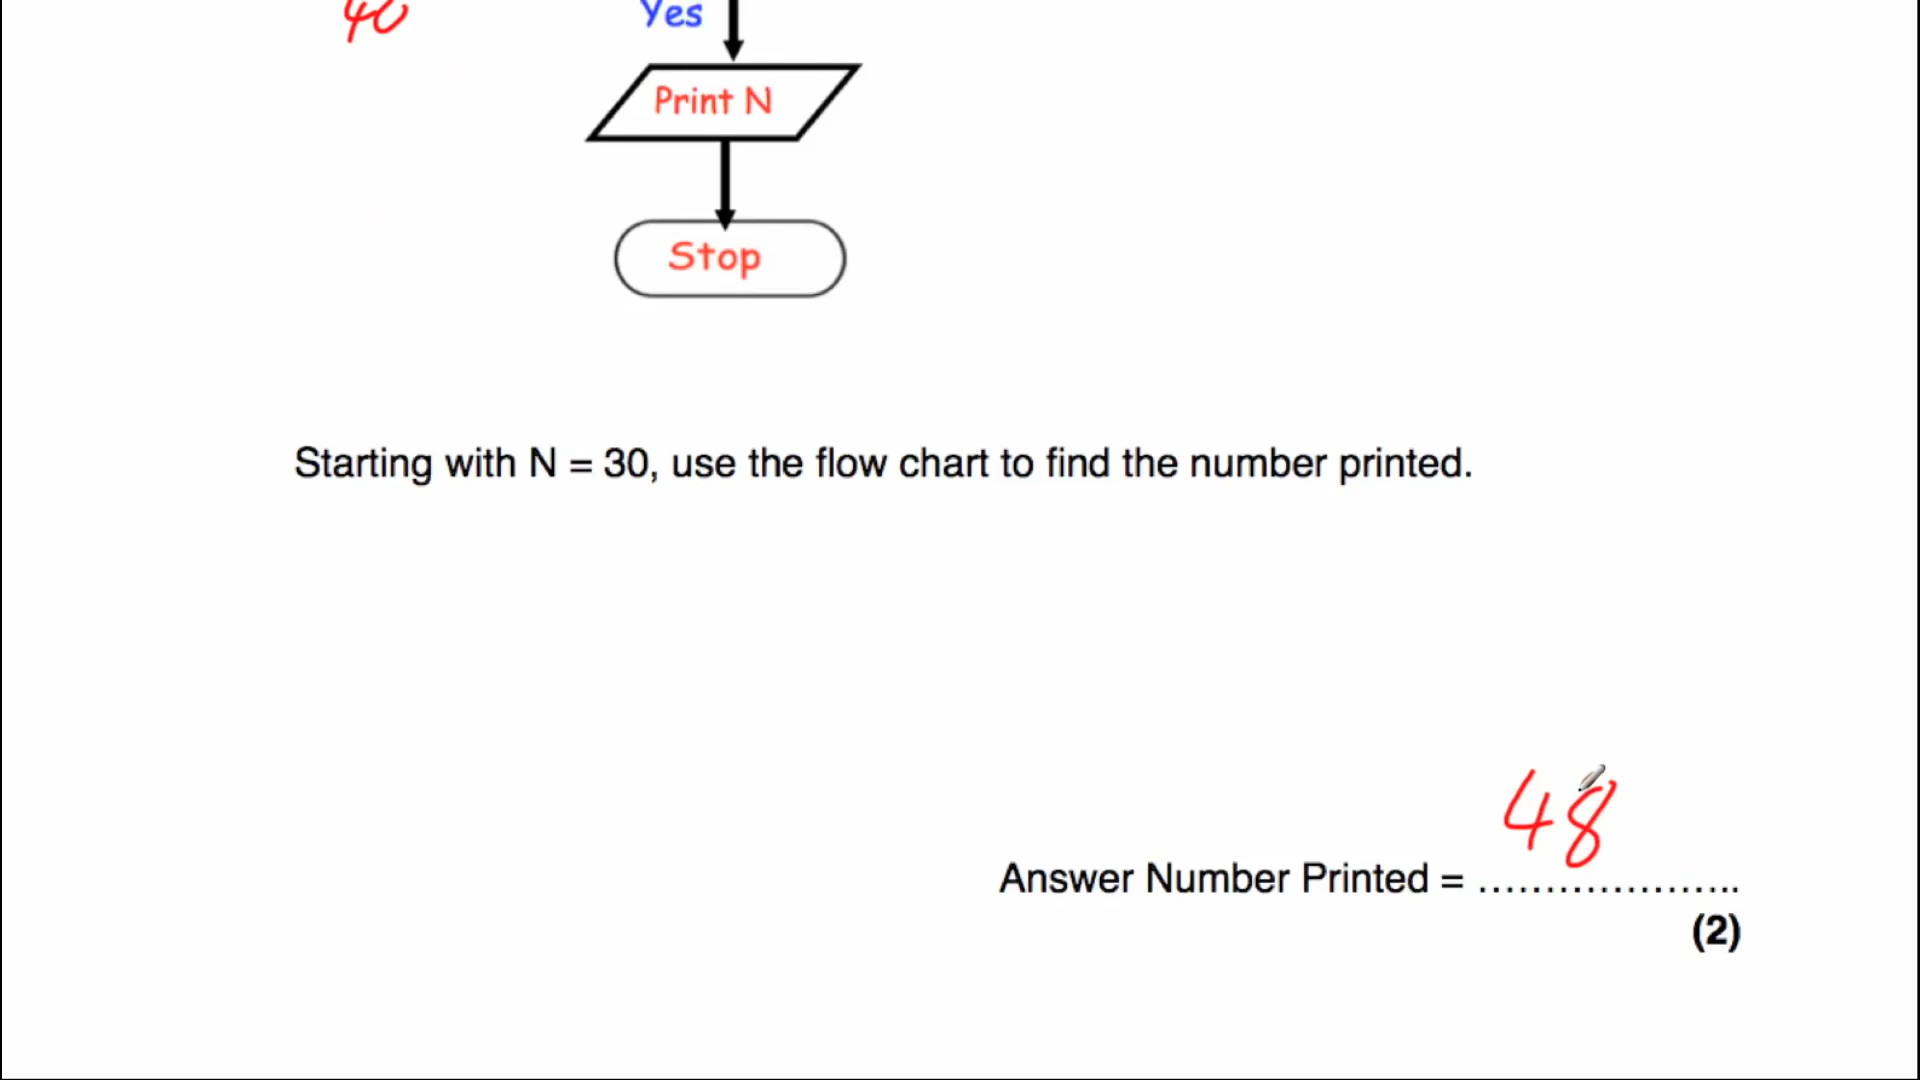 Yes
Print N
Stop
Starting with N = 30, use the flow chart to find the number printed.
48
Answer Number Printed = …………………..
(2)